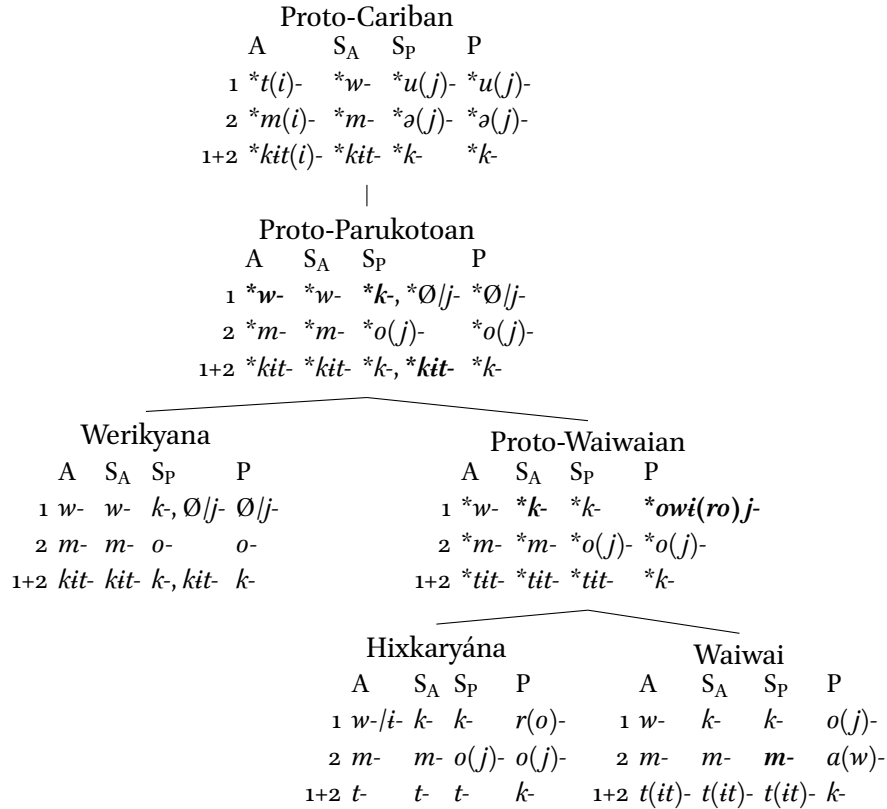 Proto-Cariban
A S_A S_P P
1 *t(i)- *w- *u(j)- *u(j)-
2 *m(i)- *m- *ə(j)- *ə(j)-
1+2 *kɨt(i)- *kɨt- *k- *k-
Proto-Parukotoan
A S_A S_P P
1 *w- *w- *k-, *Ø/j- *Ø/j-
2 *m- *m- *o(j)- *o(j)-
1+2 *kɨt- *kɨt- *k-, *kɨt- *k-
Werikyana Proto-Waiwaian
A S_A S_P P A S_A S_P P
1 w- w- k-, Ø/j- Ø/j- 1 *w- *k- *k- *owɨ(ro)j-
2 m- m- o- o- 2 *m- *m- *o(j)- *o(j)-
1+2 kɨt- kɨt- k-, kɨt- k- 1+2 *tɨt- *tɨt- *tɨt- *k-
Hixkaryána Waiwai
A S_A S_P P A S_A S_P P
1 w-/ɨ- k- k- r(o)- 1 w- k- k- o(j)-
2 m- m- o(j)- o(j)- 2 m- m- m- a(w)-
1+2 t- t- t- k- 1+2 t(ɨt)- t(ɨt)- t(ɨt)- k-